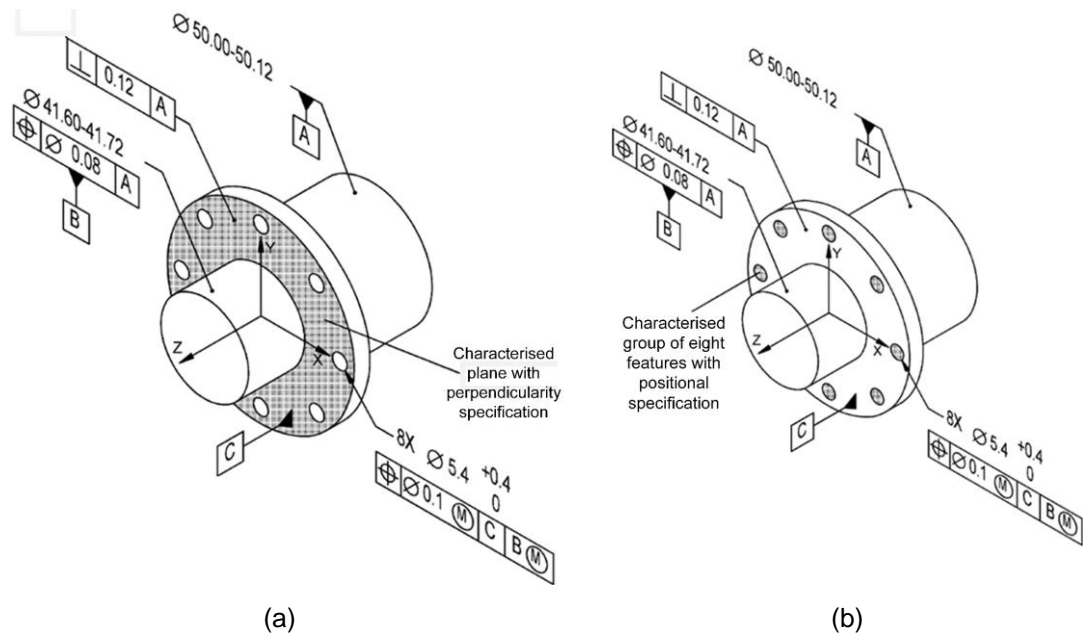 Ø 50.00-50.12
A
⊥ 0.12 A
Ø 41.60-41.72
⌖ Ø 0.08 A
B
Y
X
Z
Characterised
plane with
perpendicularity
specification
C
8X Ø 5.4 +0.4
0
⌖ Ø 0.1 Ⓜ C B Ⓜ
(a)
Ø 50.00-50.12
A
⊥ 0.12 A
Ø 41.60-41.72
⌖ Ø 0.08 A
B
Y
X
Z
Characterised
group of eight
features with
positional
specification
C
8X Ø 5.4 +0.4
0
⌖ Ø 0.1 Ⓜ C B Ⓜ
(b)